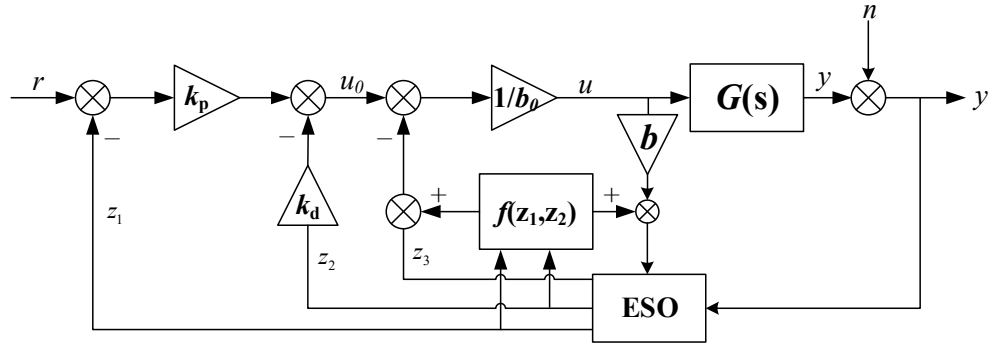 n
r
k_p
u_0
1/b_0
u
G(s)
y
y
−
−
−
b
z_1
k_d
z_2
+
f(z_1,z_2)
+
z_3
ESO